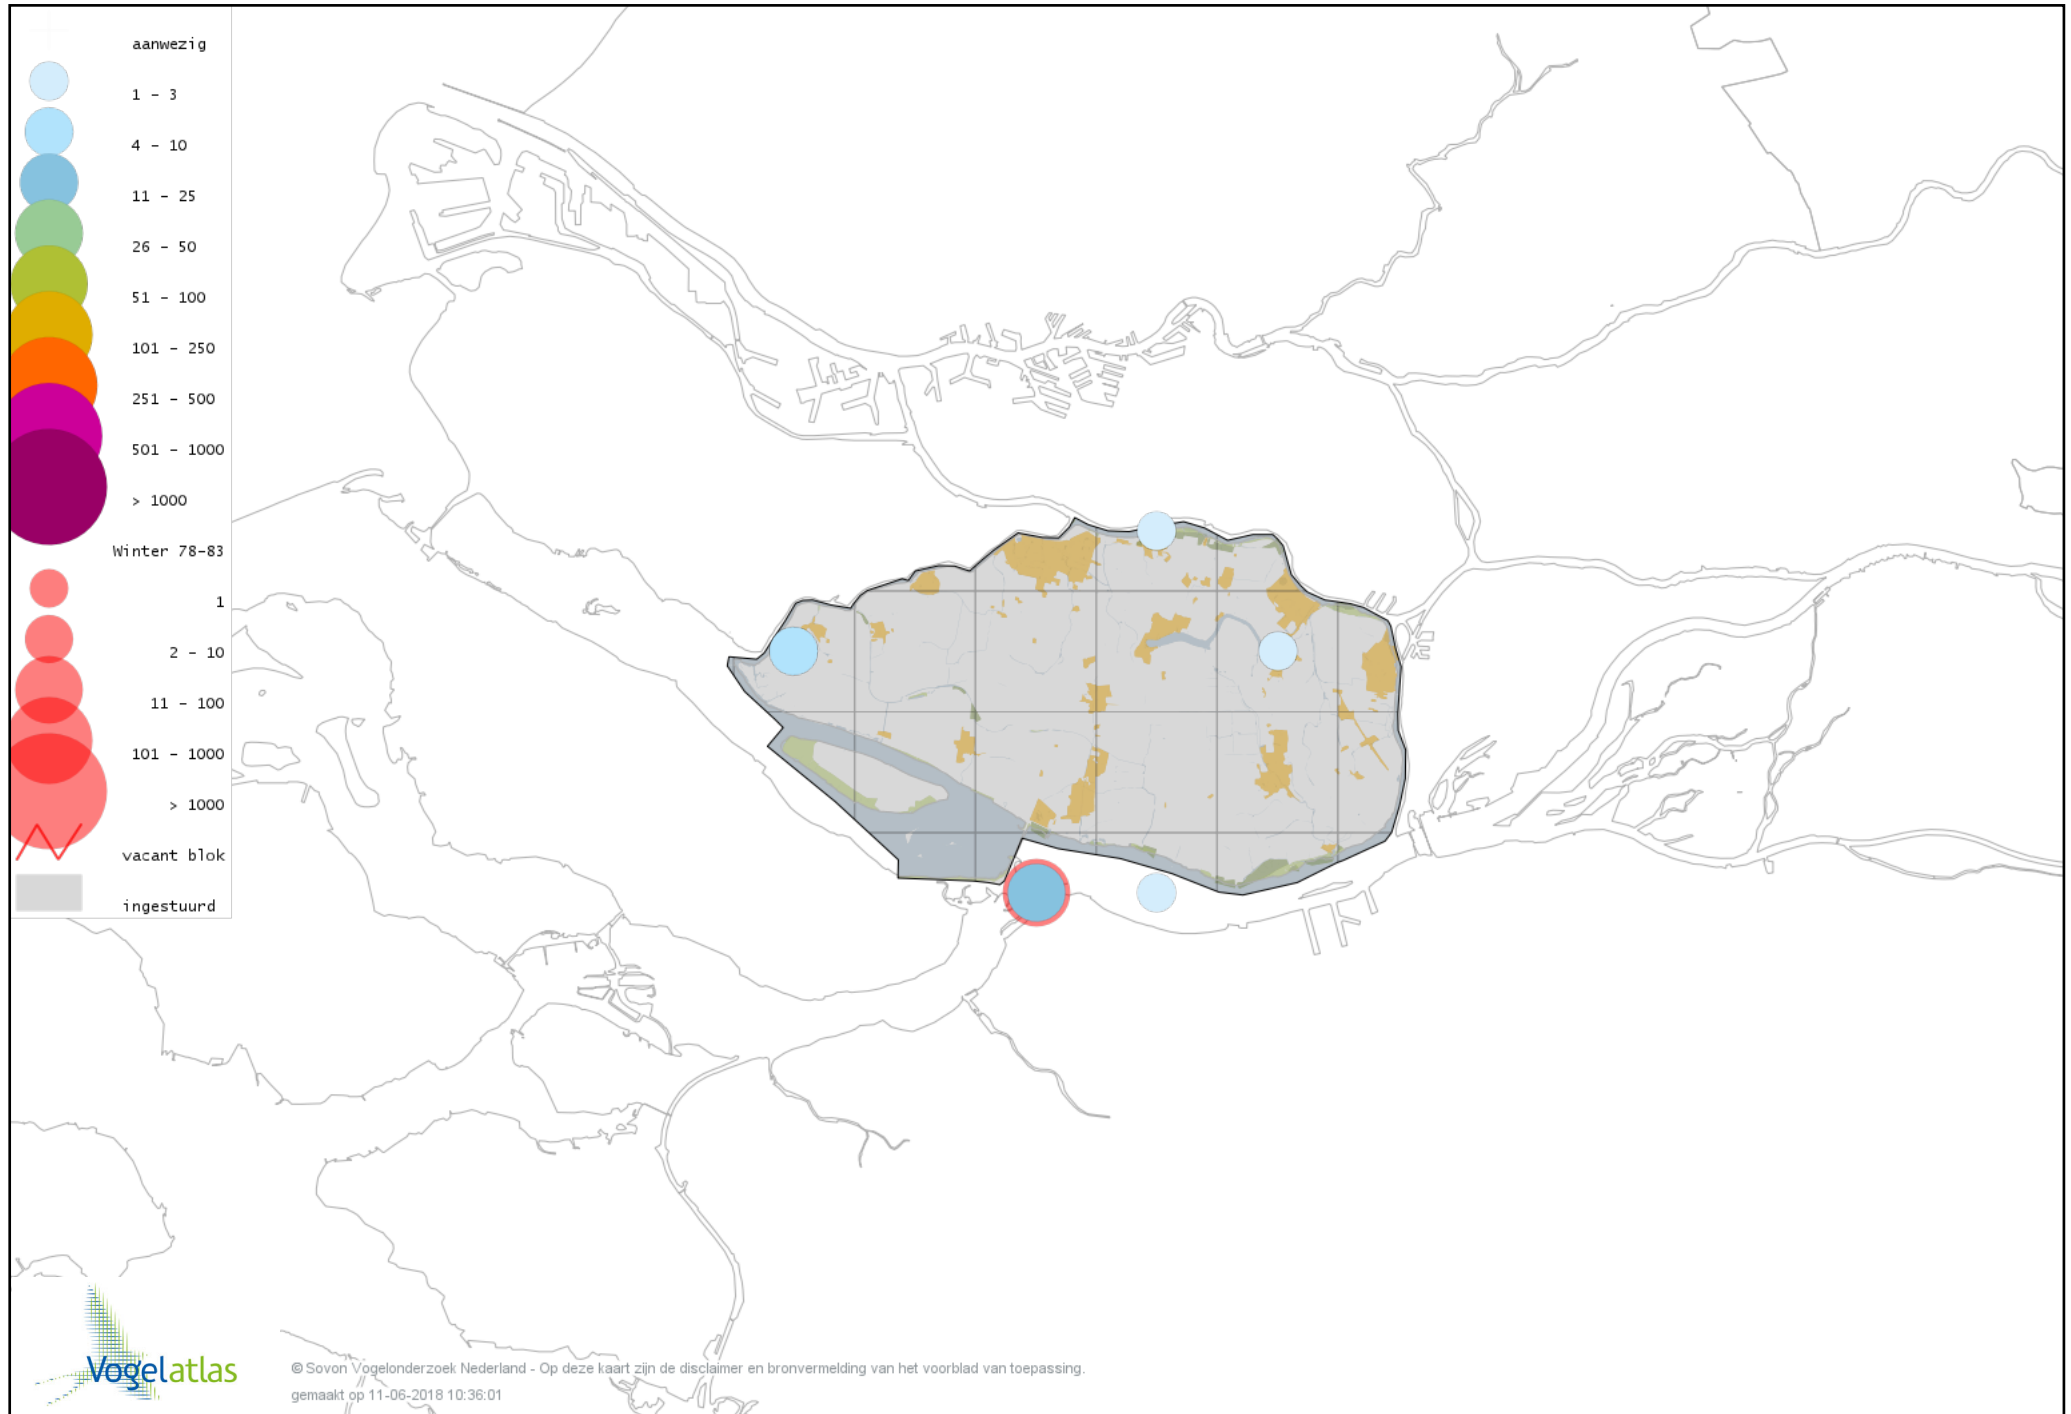 aanwezig
1 - 3
4 - 10
11 - 25
26 - 50
51 - 100
101 - 250
251 - 500
501 - 1000
> 1000
Winter 78-83
1
2 - 10
11 - 100
101 - 1000
> 1000
vacant blok
ingestuurd
Vogelatlas
© Sovon Vogelonderzoek Nederland - Op deze kaart zijn de disclaimer en bronvermelding van het voorblad van toepassing.
gemaakt op 11-06-2018 10:36:01